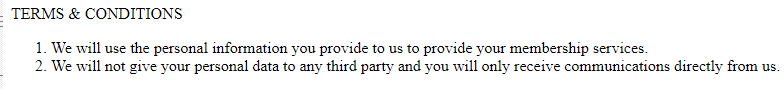 TERMS & CONDITIONS
1. We will use the personal information you provide to us to provide your membership services.
2. We will not give your personal data to any third party and you will only receive communications directly from us.